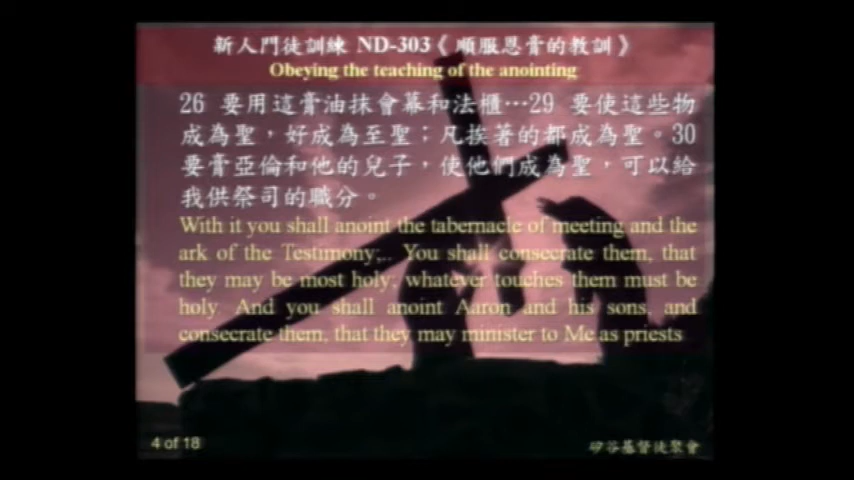 新人門徒訓練 ND-303《順服恩膏的教訓》
Obeying the teaching of the anointing
26 要用這膏油抹會幕和法櫃…29 要使這些物
成為聖，好成為至聖；凡挨著的都成為聖。30
要膏亞倫和他的兒子，使他們成為聖，可以給
我供祭司的職分。
With it you shall anoint the tabernacle of meeting and the
ark of the Testimony;.. You shall consecrate them, that
they may be most holy; whatever touches them must be
holy. And you shall anoint Aaron and his sons, and
consecrate them, that they may minister to Me as priests
4 of 18
矽谷基督徒聚會